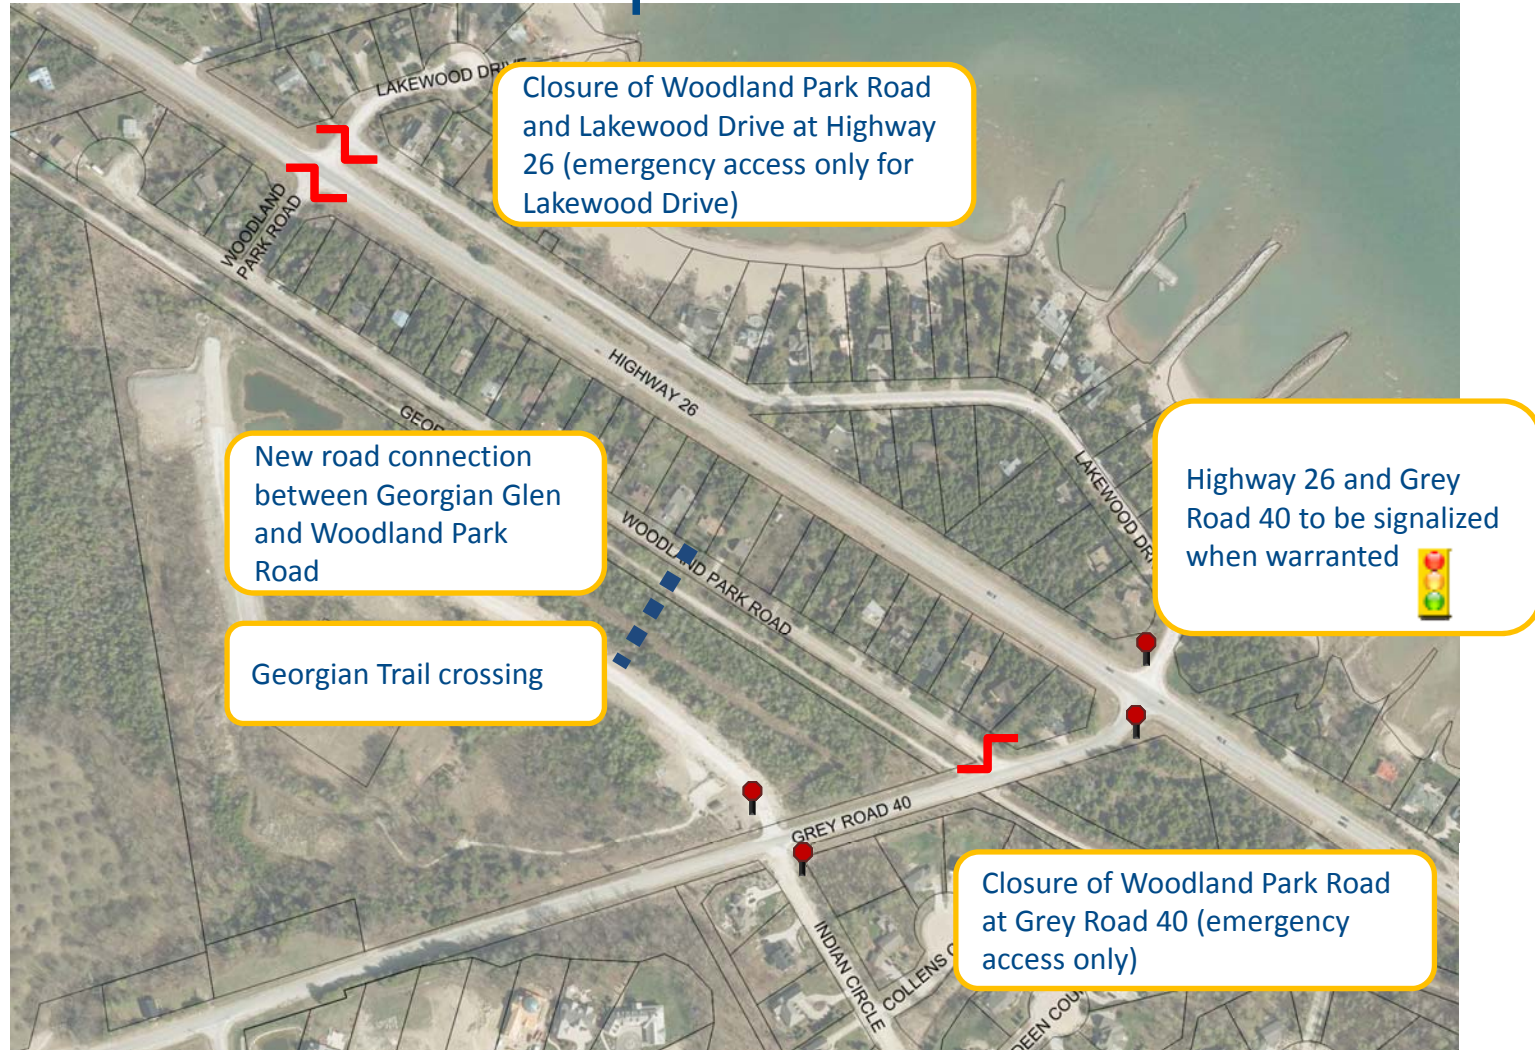 LAKEWOOD DRIVE
Closure of Woodland Park Road
and Lakewood Drive at Highway
26 (emergency access only for
Lakewood Drive)
WOODLAND
PARK ROAD
HIGHWAY 26
New road connection
between Georgian Glen
and Woodland Park
Road
WOODLAND PARK ROAD
LAKEWOOD
Highway 26 and Grey
Road 40 to be signalized
when warranted
Georgian Trail crossing
GREY ROAD 40
Closure of Woodland Park Road
at Grey Road 40 (emergency
access only)
INDIAN CIRCLE
COLLENS